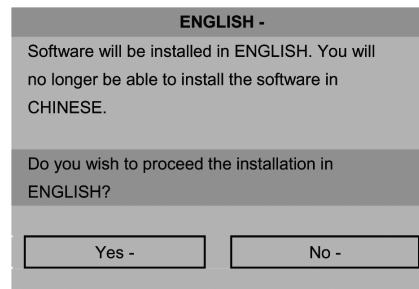 ENGLISH -
Software will be installed in ENGLISH. You will
no longer be able to install the software in
CHINESE.
Do you wish to proceed the installation in
ENGLISH?
Yes -
No -